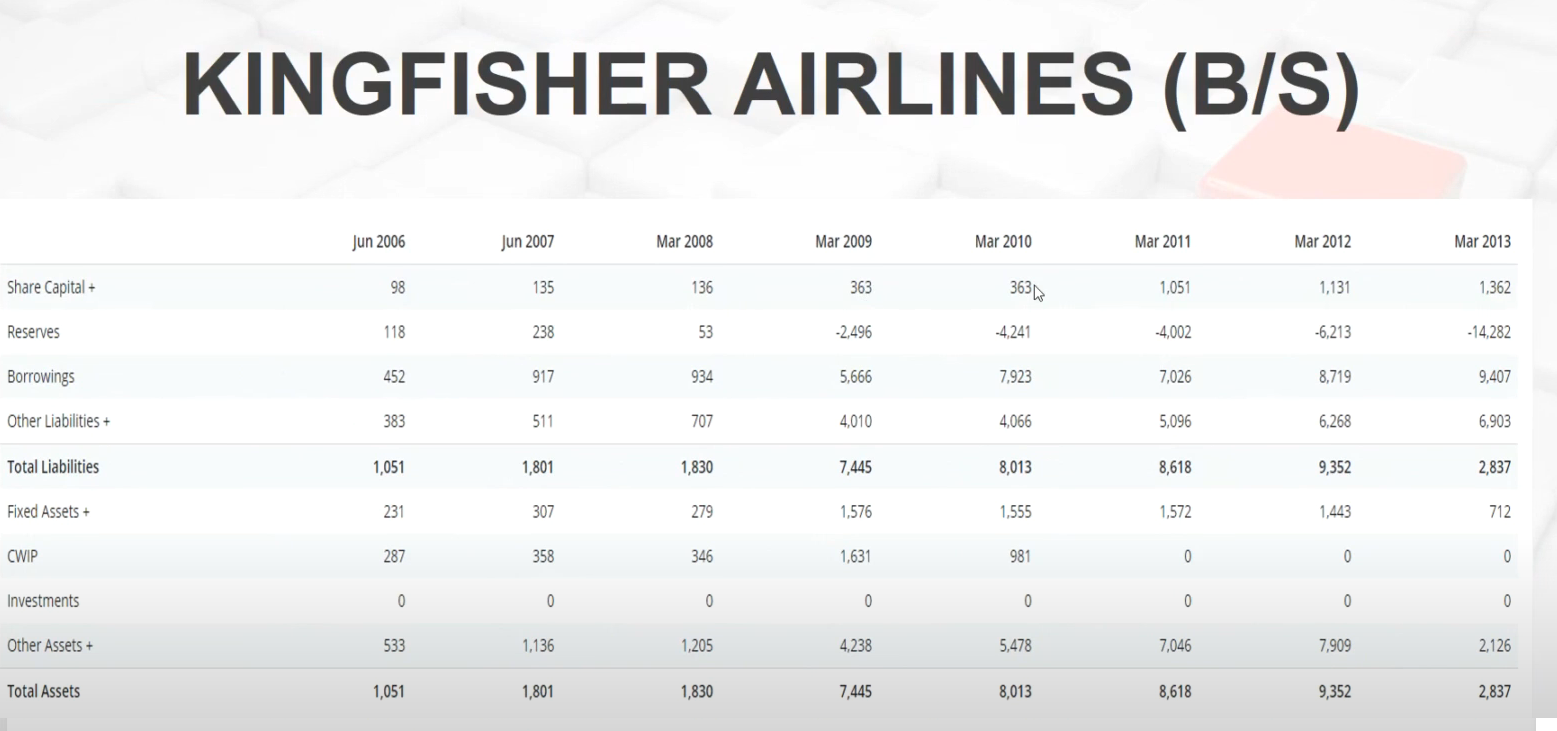 KINGFISHER AIRLINES (B/S)
Jun 2006 Jun 2007 Mar 2008 Mar 2009 Mar 2010 Mar 2011 Mar 2012 Mar 2013
Share Capital + 98 135 136 363 363 1,051 1,131 1,362
Reserves 118 238 53 -2,496 -4,241 -4,002 -6,213 -14,282
Borrowings 452 917 934 5,666 7,923 7,026 8,719 9,407
Other Liabilities + 383 511 707 4,010 4,066 5,096 6,268 6,903
Total Liabilities 1,051 1,801 1,830 7,445 8,013 8,618 9,352 2,837
Fixed Assets + 231 307 279 1,576 1,555 1,572 1,443 712
CWIP 287 358 346 1,631 981 0 0 0
Investments 0 0 0 0 0 0 0 0
Other Assets + 533 1,136 1,205 4,238 5,478 7,046 7,909 2,126
Total Assets 1,051 1,801 1,830 7,445 8,013 8,618 9,352 2,837